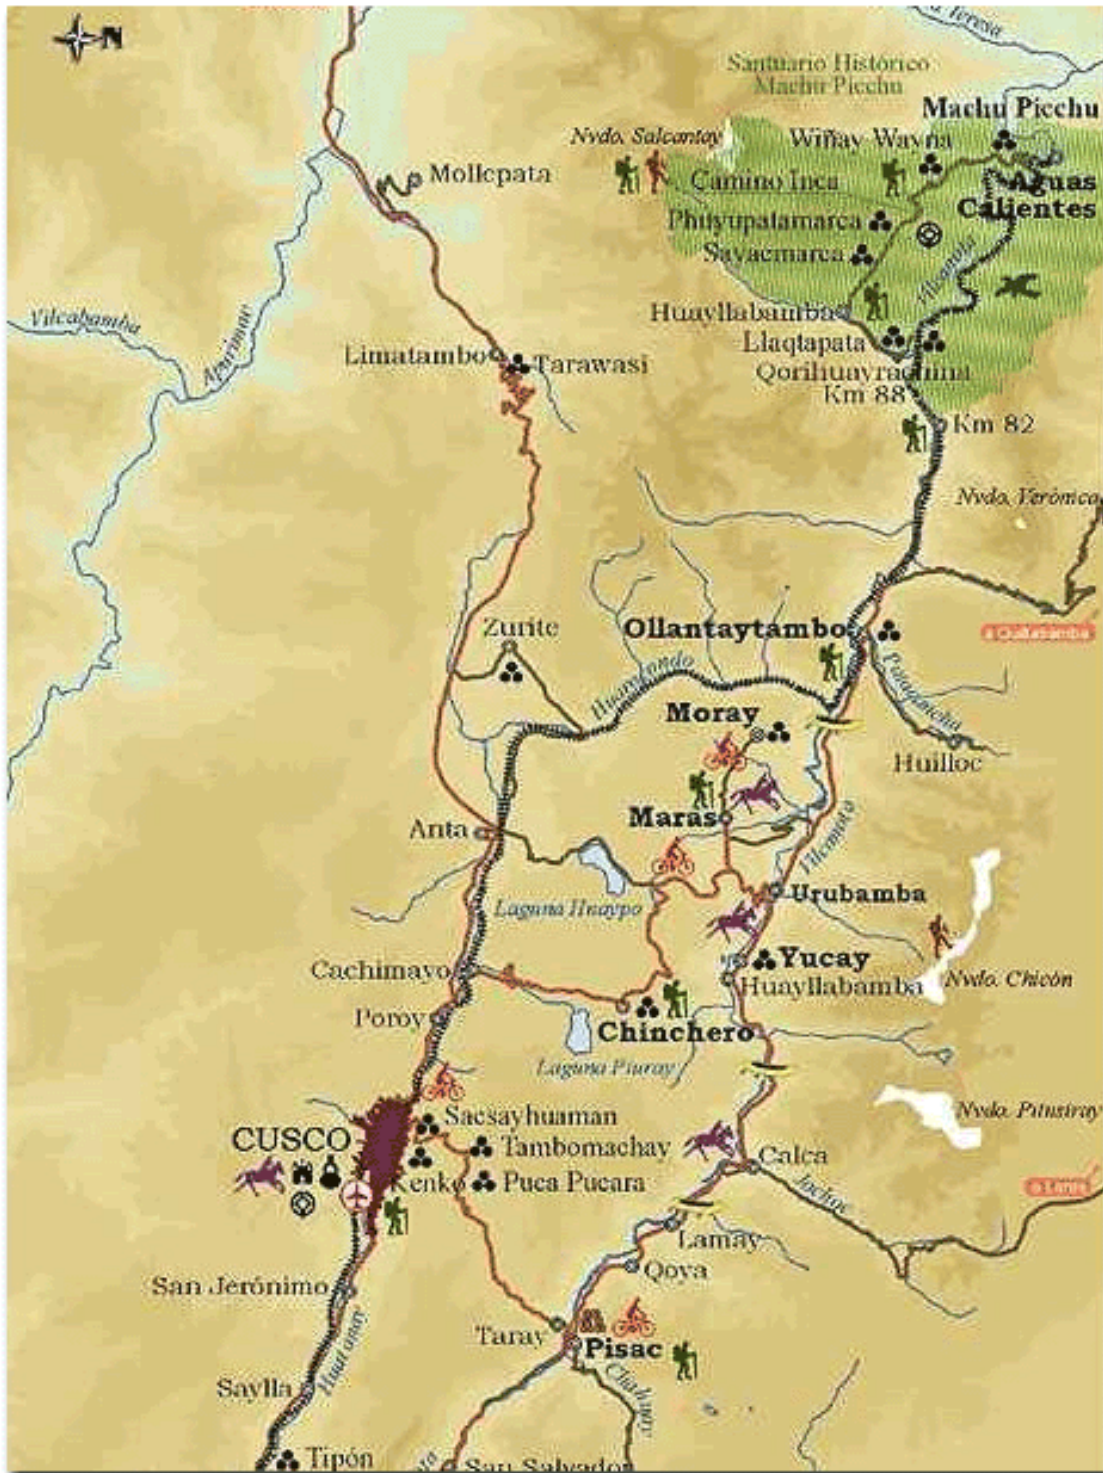 N
Teresa
Santuario Histórico
Machu Picchu
Machu Picchu
Nvdo. Salcantay
Wiñay Wayna
Mollepata
Camino Inca
Aguas
Calientes
Phuyupatamarca
Sayacmarca
Vilcabamba
Apurimac
Huayllabamba
Llaqtapata
Limatambo
Tarawasi
Qorihuayrachina
Km 88
Km 82
Nvdo. Verónica
Zurite
Ollantaytambo
a Quillabamba
Huarocondo
Patacancha
Moray
Huilloc
Maras
Anta
Vilcanota
Urubamba
Laguna Huaypo
Yucay
Cachimayo
Huayllabamba
Nvdo. Chicón
Poroy
Chinchero
Laguna Piuray
Sacsayhuaman
Nvdo. Pitusiray
CUSCO
Tambomachay
Calca
Kenko
Puca Pucara
a Lares
Lamay
San Jerónimo
Qoya
Taray
Pisac
Huatanay
Saylla
Chahuay
Tipón
San Salvador